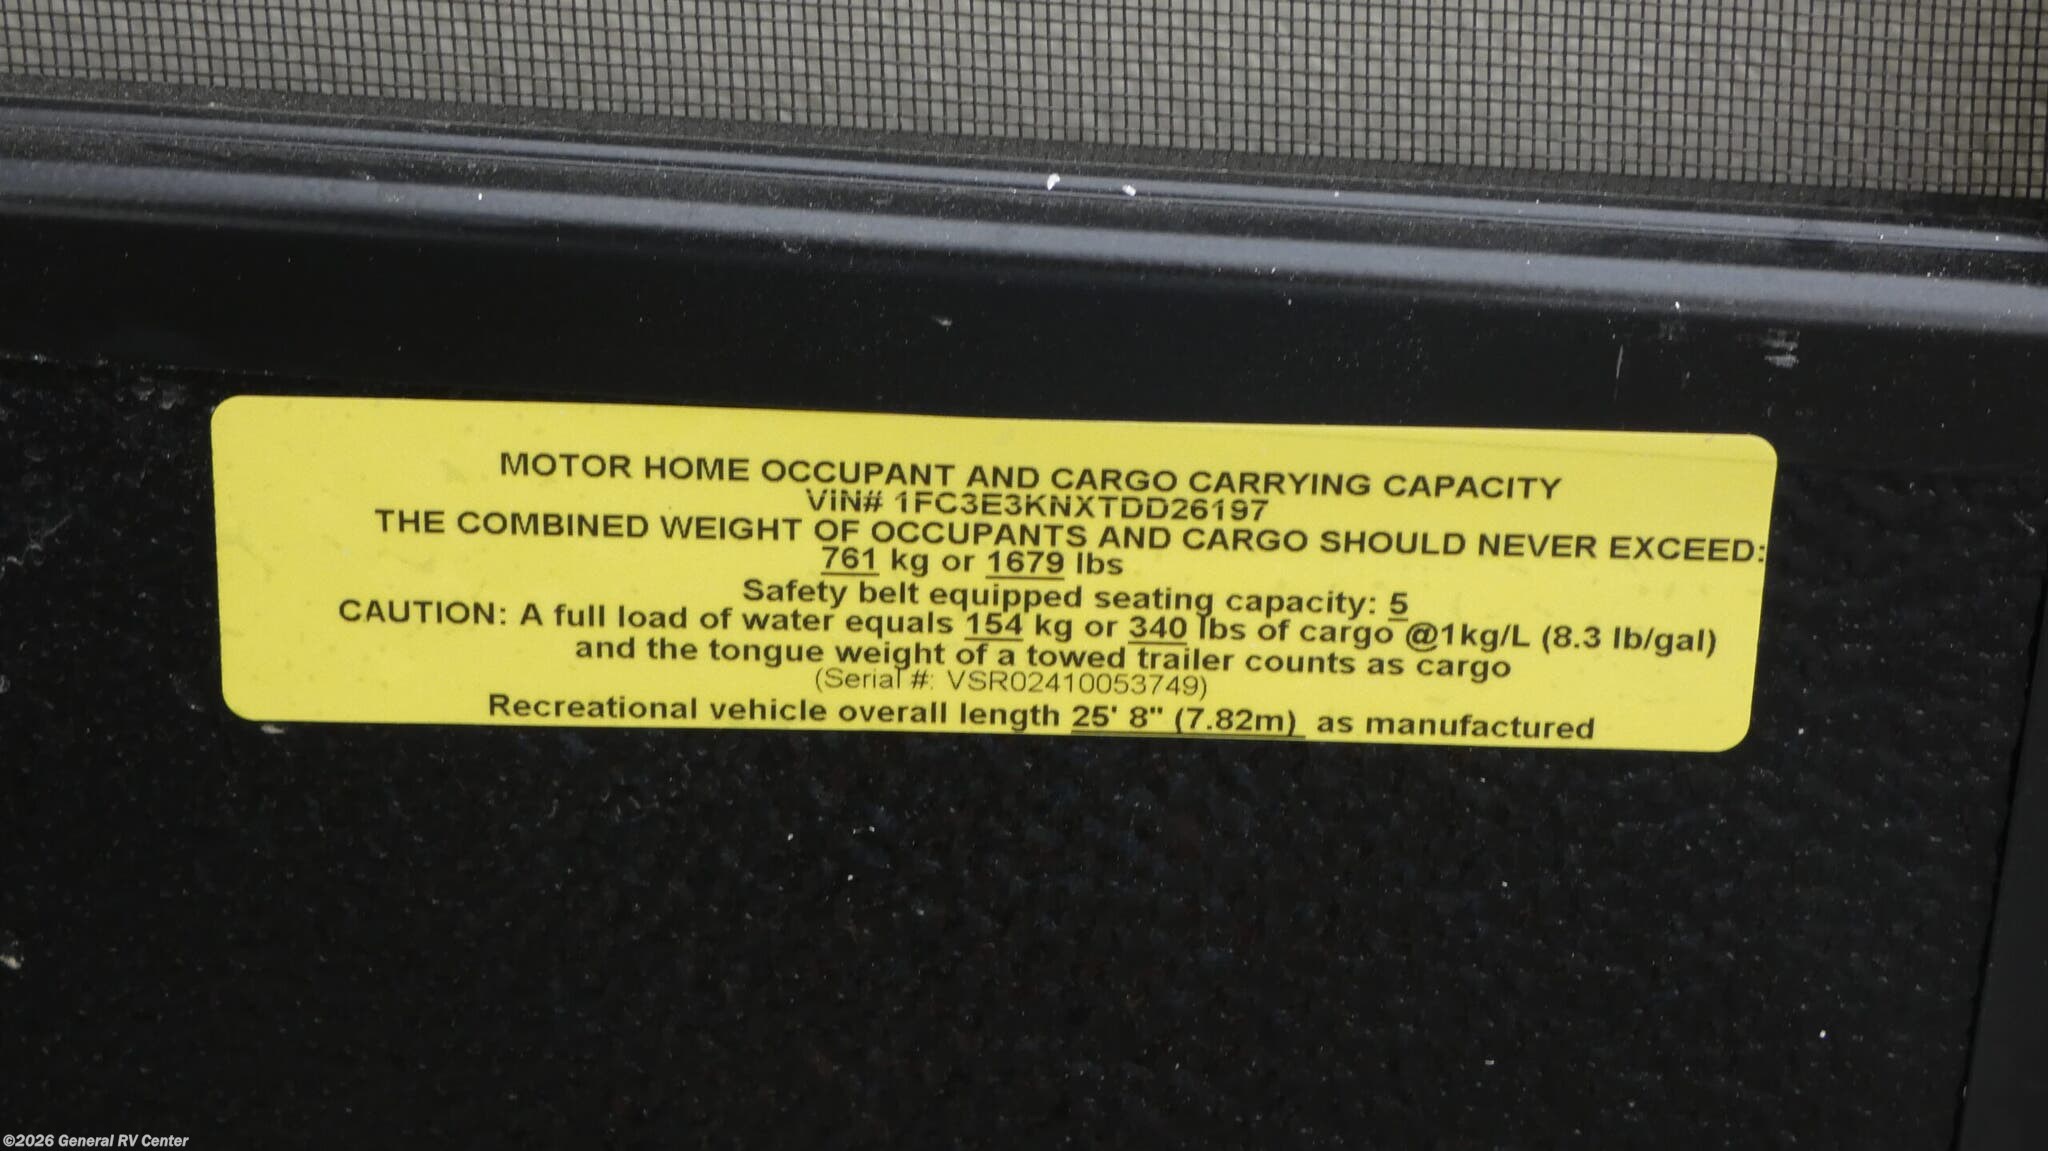 MOTOR HOME OCCUPANT AND CARGO CARRYING CAPACITY
VIN# 1FC3E3KNXTDD26197
THE COMBINED WEIGHT OF OCCUPANTS AND CARGO SHOULD NEVER EXCEED:
761 kg or 1679 lbs
Safety belt equipped seating capacity: 5
CAUTION: A full load of water equals 154 kg or 340 lbs of cargo @1kg/L (8.3 lb/gal)
and the tongue weight of a towed trailer counts as cargo
(Serial #: VSR02410053749)
Recreational vehicle overall length 25' 8" (7.82m) as manufactured
©2026 General RV Center